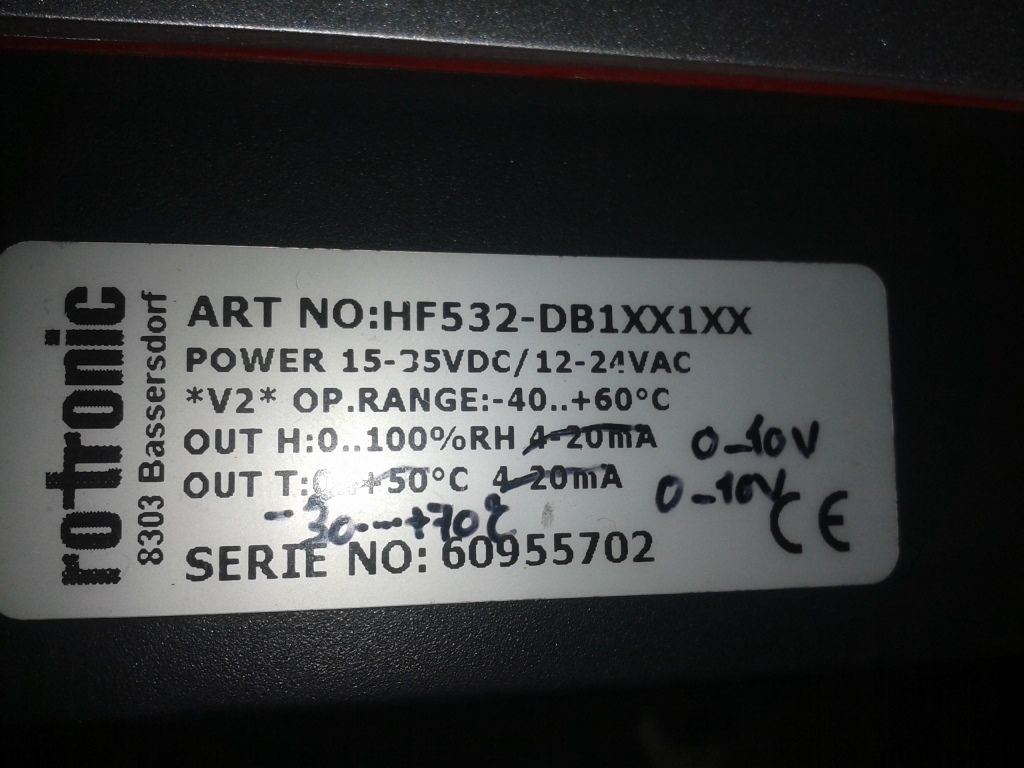 rotronic
8303 Bassersdorf
ART NO:HF532-DB1XX1XX
POWER 15-35VDC/12-24VAC
*V2* OP.RANGE:-40..+60°C
OUT H:0..100%RH 4-20mA 0-10V
OUT T:0..+50°C 4-20mA 0-10V
-30---+70°C
CE
SERIE NO: 60955702